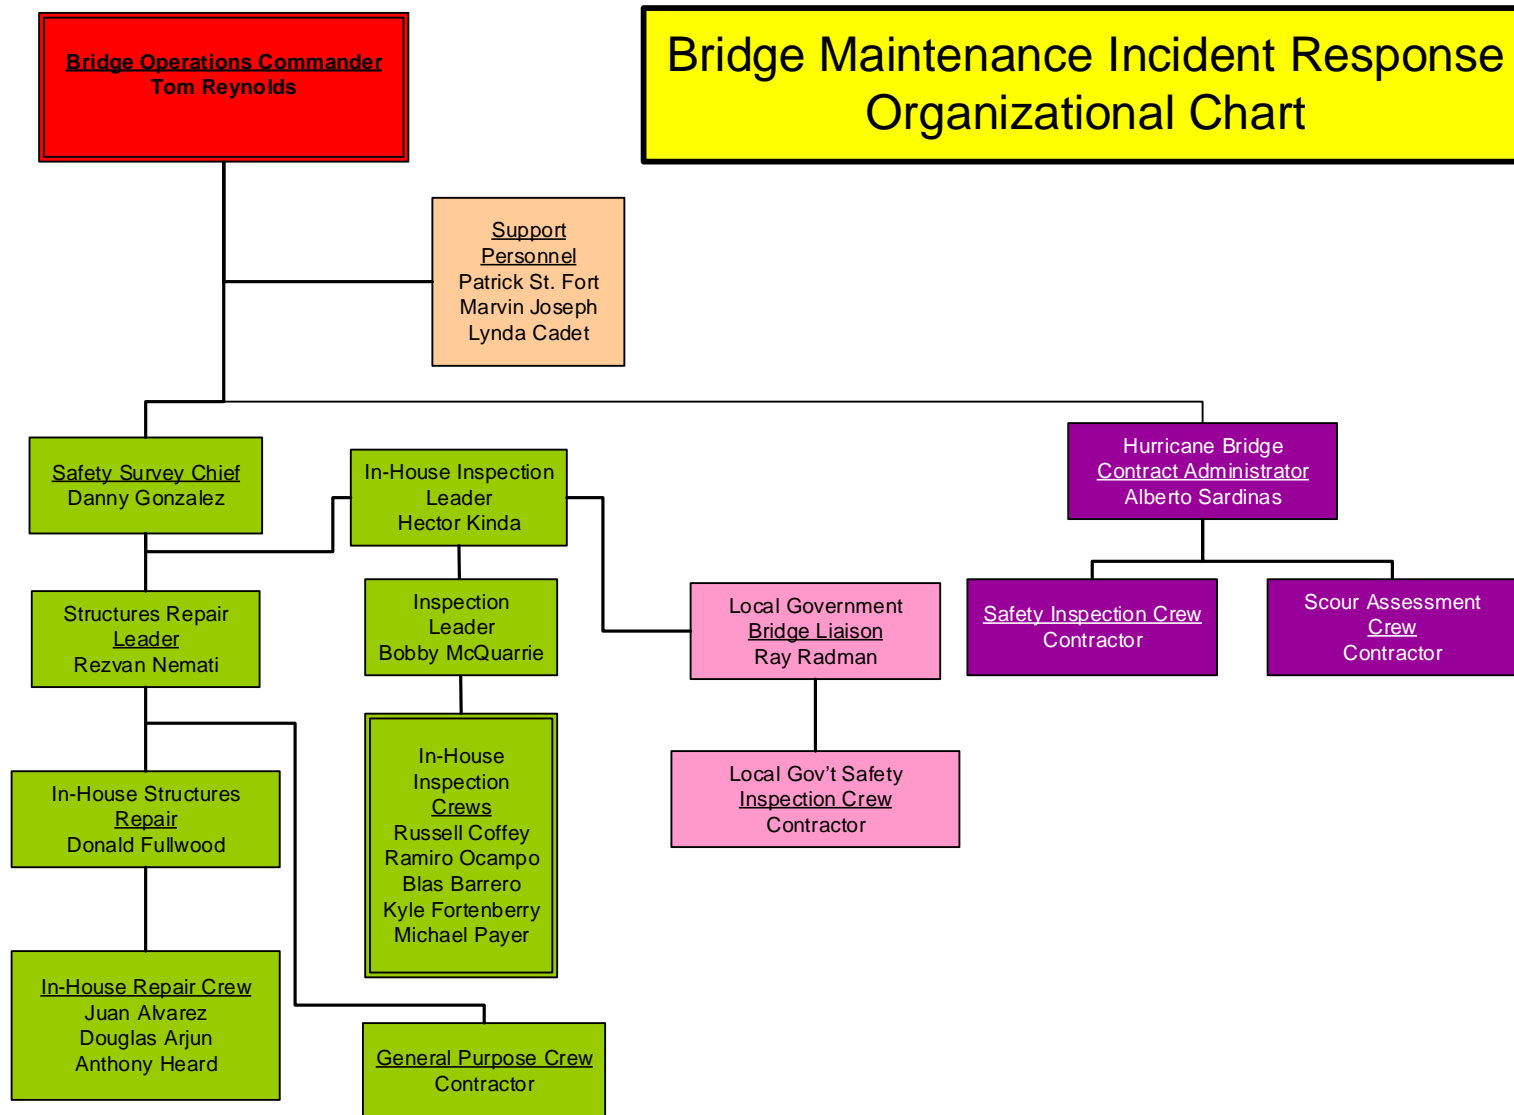 Bridge Maintenance Incident Response
Organizational Chart
Bridge Operations Commander
Tom Reynolds
Support
Personnel
Patrick St. Fort
Marvin Joseph
Lynda Cadet
Safety Survey Chief
Danny Gonzalez
In-House Inspection
Leader
Hector Kinda
Hurricane Bridge
Contract Administrator
Alberto Sardinas
Structures Repair
Leader
Rezvan Nemati
Inspection
Leader
Bobby McQuarrie
Local Government
Bridge Liaison
Ray Radman
Safety Inspection Crew
Contractor
Scour Assessment
Crew
Contractor
In-House Structures
Repair
Donald Fullwood
In-House
Inspection
Crews
Russell Coffey
Ramiro Ocampo
Blas Barrero
Kyle Fortenberry
Michael Payer
Local Gov’t Safety
Inspection Crew
Contractor
In-House Repair Crew
Juan Alvarez
Douglas Arjun
Anthony Heard
General Purpose Crew
Contractor